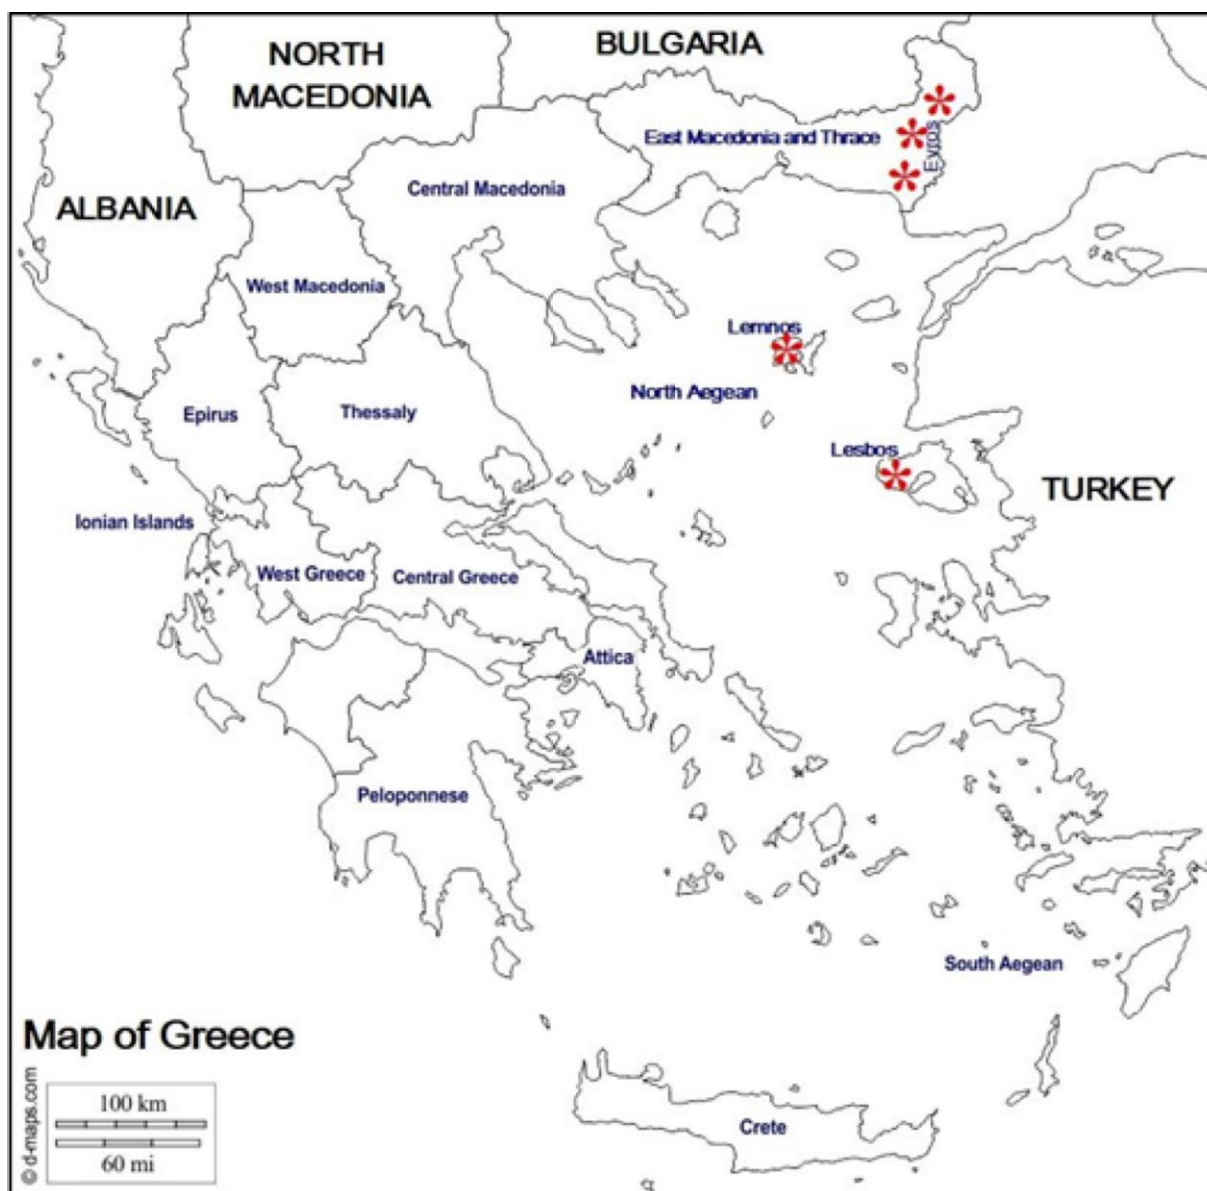 NORTH
MACEDONIA
BULGARIA
East Macedonia and Thrace
Evros
Central Macedonia
ALBANIA
West Macedonia
Lemnos
North Aegean
Epirus
Thessaly
Lesbos
TURKEY
Ionian Islands
West Greece
Central Greece
Attica
Peloponnese
South Aegean
Map of Greece
© d-maps.com
100 km
60 mi
Crete